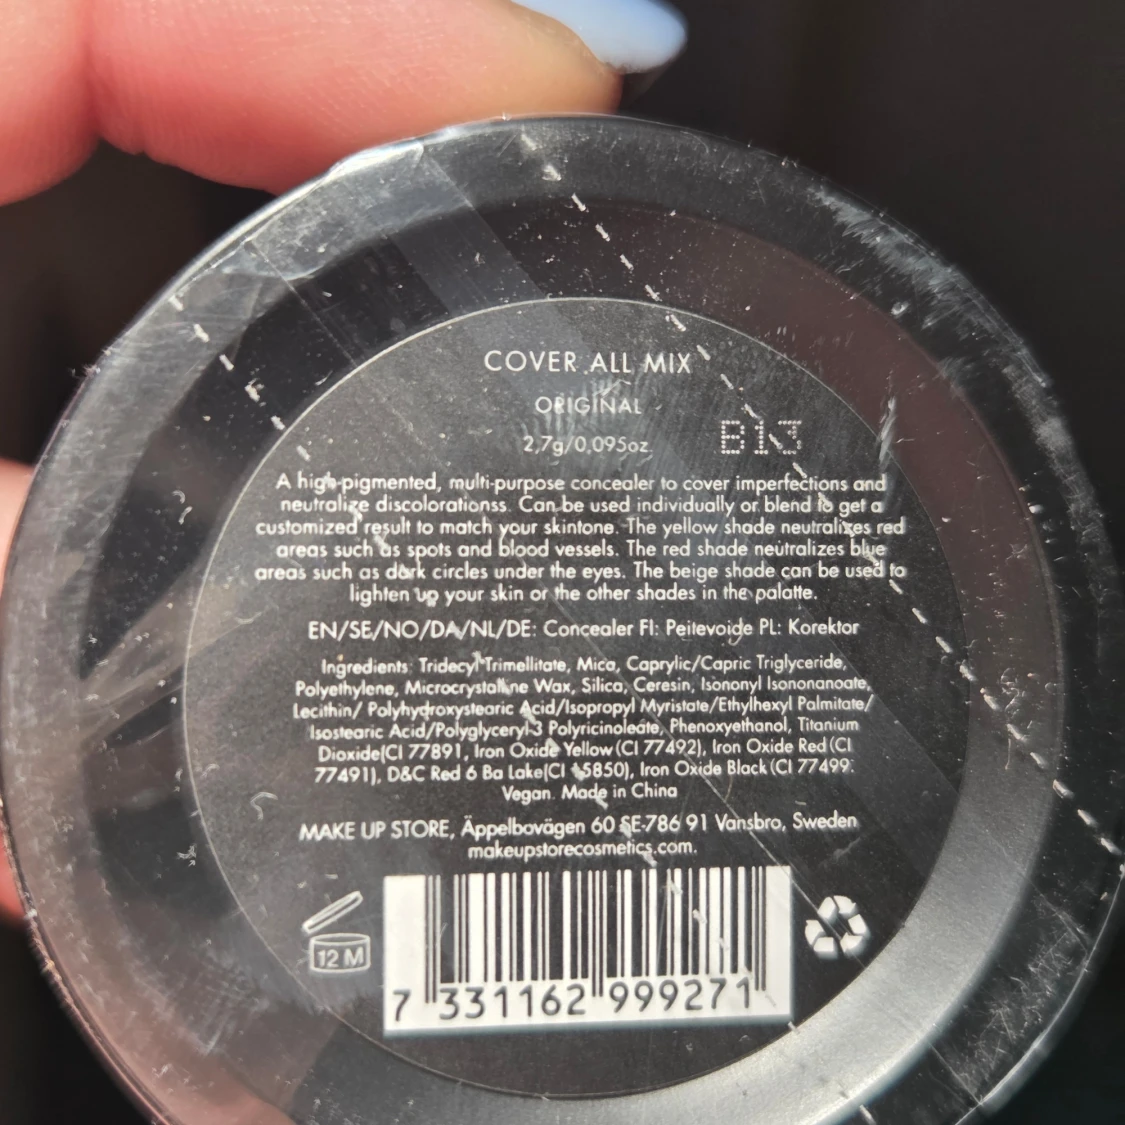 COVER ALL MIX
ORIGINAL
2,7g/0,095oz.
B13
A high-pigmented, multi-purpose concealer to cover imperfections and
neutralize discolorationss. Can be used individually or blend to get a
customized result to match your skintone. The yellow shade neutralizes red
areas such as spots and blood vessels. The red shade neutralizes blue
areas such as dark circles under the eyes. The beige shade can be used to
lighten up your skin or the other shades in the palatte.
EN/SE/NO/DA/NL/DE: Concealer FI: Peitevoide PL: Korektor
Ingredients: Tridecyl Trimellitate, Mica, Caprylic/Capric Triglyceride,
Polyethylene, Microcrystalline Wax, Silica, Ceresin, Isononyl Isononanoate,
Lecithin/ Polyhydroxystearic Acid/Isopropyl Myristate/Ethylhexyl Palmitate/
Isostearic Acid/Polyglyceryl-3 Polyricinoleate, Phenoxyethanol, Titanium
Dioxide(CI 77891, Iron Oxide Yellow (CI 77492), Iron Oxide Red (CI
77491), D&C Red 6 Ba Lake(CI 15850), Iron Oxide Black (CI 77499.
Vegan. Made in China
MAKE UP STORE, Äppelbovägen 60 SE-786 91 Vansbro, Sweden
makeupstorecosmetics.com.
12 M
7 331162 999271